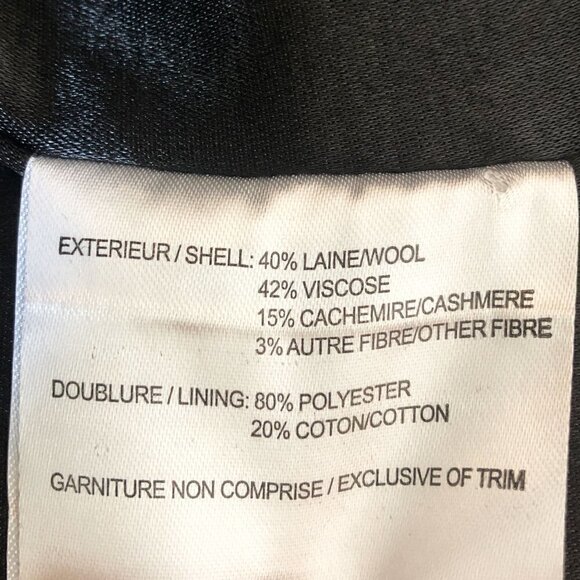 EXTERIEUR / SHELL: 40% LAINE/WOOL
42% VISCOSE
15% CACHEMIRE/CASHMERE
3% AUTRE FIBRE/OTHER FIBRE
DOUBLURE / LINING: 80% POLYESTER
20% COTON/COTTON
GARNITURE NON COMPRISE / EXCLUSIVE OF TRIM